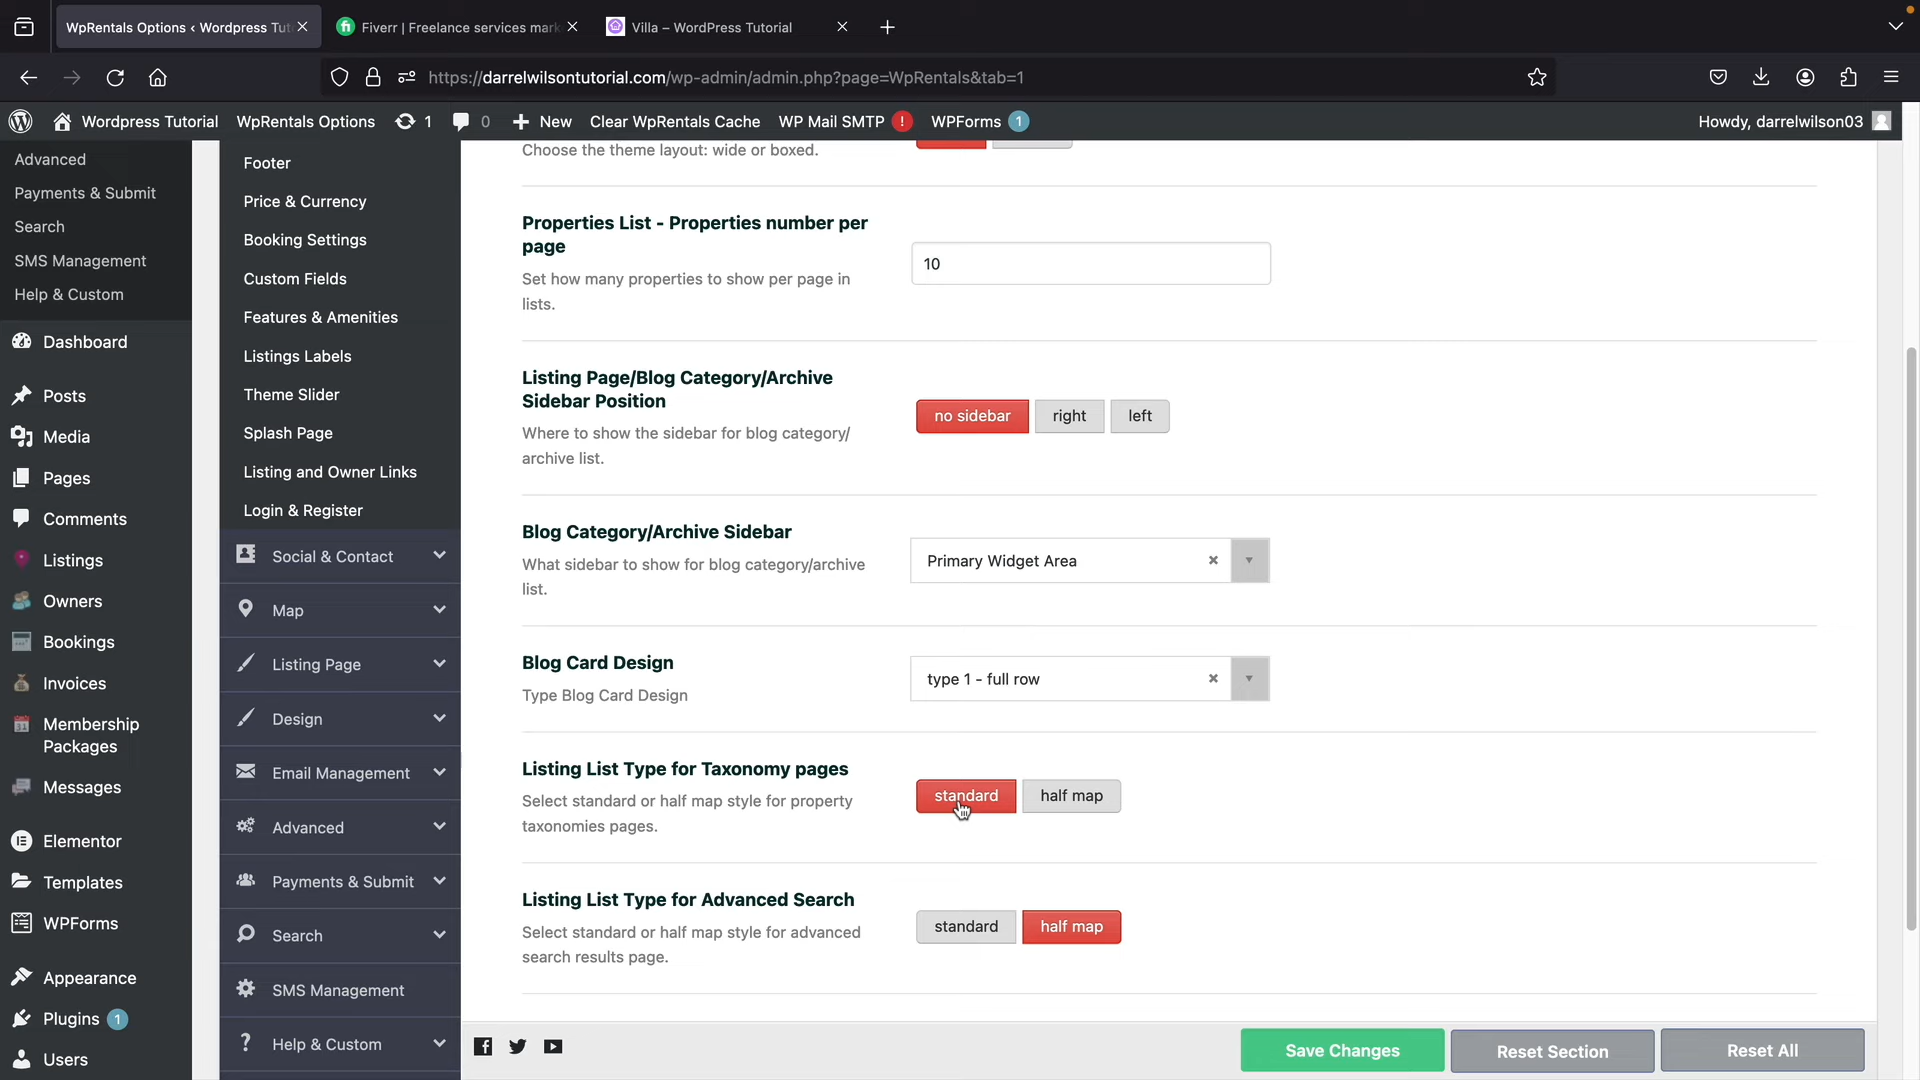 WpRentals Options ‹ Wordpress Tut
Fiverr | Freelance services mark
Villa – WordPress Tutorial
https://darrelwilsontutorial.com/wp-admin/admin.php?page=WpRentals&tab=1
Wordpress Tutorial
WpRentals Options
1
0
New
Clear WpRentals Cache
WP Mail SMTP !
WPForms 1
Howdy, darrelwilson03
Advanced
Payments & Submit
Search
SMS Management
Help & Custom
Dashboard
Posts
Media
Pages
Comments
Listings
Owners
Bookings
Invoices
Membership
Packages
Messages
Elementor
Templates
WPForms
Appearance
Plugins 1
Users
Footer
Price & Currency
Booking Settings
Custom Fields
Features & Amenities
Listings Labels
Theme Slider
Splash Page
Listing and Owner Links
Login & Register
Social & Contact
Map
Listing Page
Design
Email Management
Advanced
Payments & Submit
Search
SMS Management
Help & Custom
Choose the theme layout: wide or boxed.
Properties List - Properties number per
page
Set how many properties to show per page in
lists.
10
Listing Page/Blog Category/Archive
Sidebar Position
Where to show the sidebar for blog category/
archive list.
no sidebar
right
left
Blog Category/Archive Sidebar
What sidebar to show for blog category/archive
list.
Primary Widget Area
Blog Card Design
Type Blog Card Design
type 1 - full row
Listing List Type for Taxonomy pages
Select standard or half map style for property
taxonomies pages.
standard
half map
Listing List Type for Advanced Search
Select standard or half map style for advanced
search results page.
standard
half map
Save Changes
Reset Section
Reset All